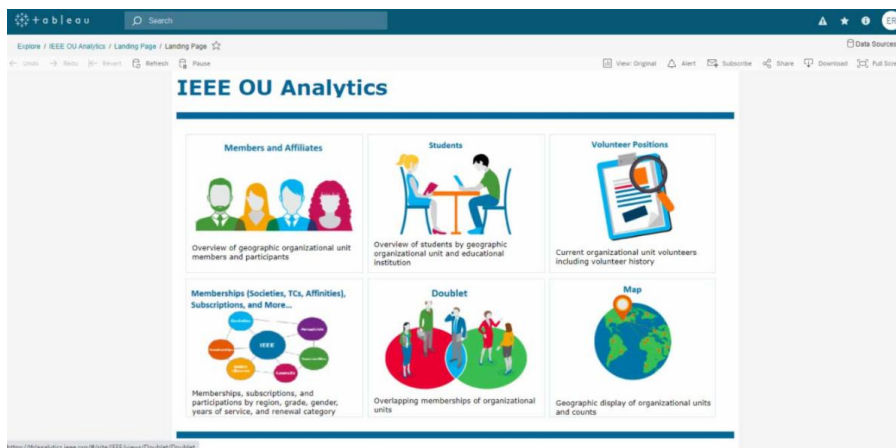 +ableau
Search
ER
Explore / IEEE OU Analytics / Landing Page / Landing Page
Data Sources
Undo
Redo
Revert
Refresh
Pause
View: Original
Alert
Subscribe
Share
Download
Full Scre
IEEE OU Analytics
Members and Affiliates
Overview of geographic organizational unit
members and participants
Students
Overview of students by geographic
organizational unit and educational
institution
Volunteer Positions
Current organizational unit volunteers
including volunteer history
Memberships (Societies, TCs, Affinities),
Subscriptions, and More...
IEEE
Memberships, subscriptions, and
participations by region, grade, gender,
years of service, and renewal category
Doublet
Overlapping memberships of organizational
units
Map
Geographic display of organizational units
and counts